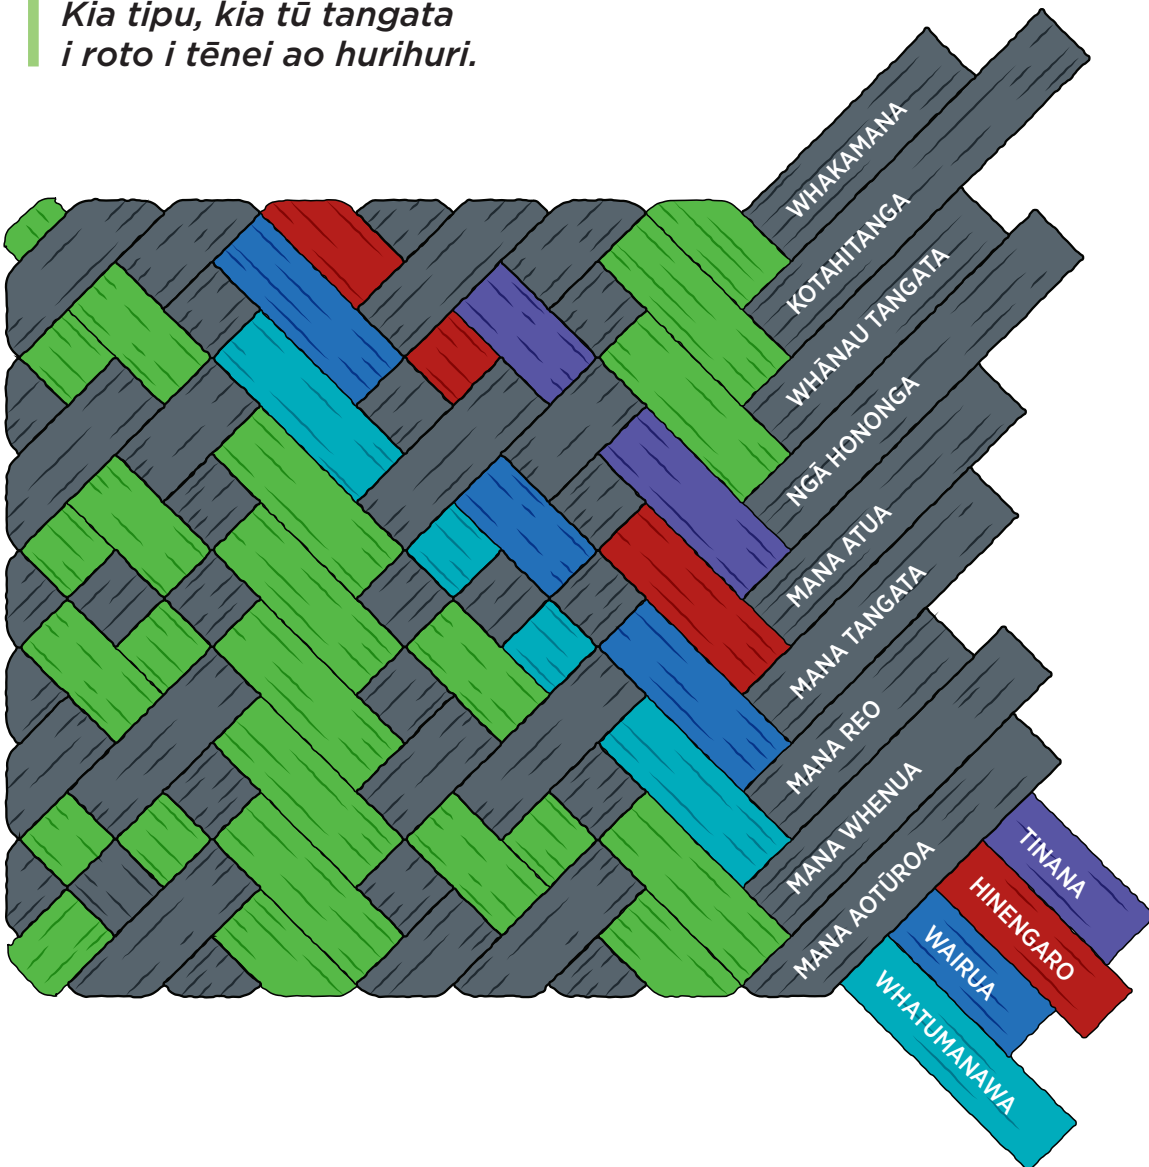 Kia tipu, kia tū tangata
i roto i tēnei ao hurihuri.
WHAKAMANA
KOTAHITANGA
WHĀNAU TANGATA
NGĀ HONONGA
MANA ATUA
MANA TANGATA
MANA REO
MANA WHENUA
MANA AOTŪROA
TINANA
HINENGARO
WAIRUA
WHATUMANAWA